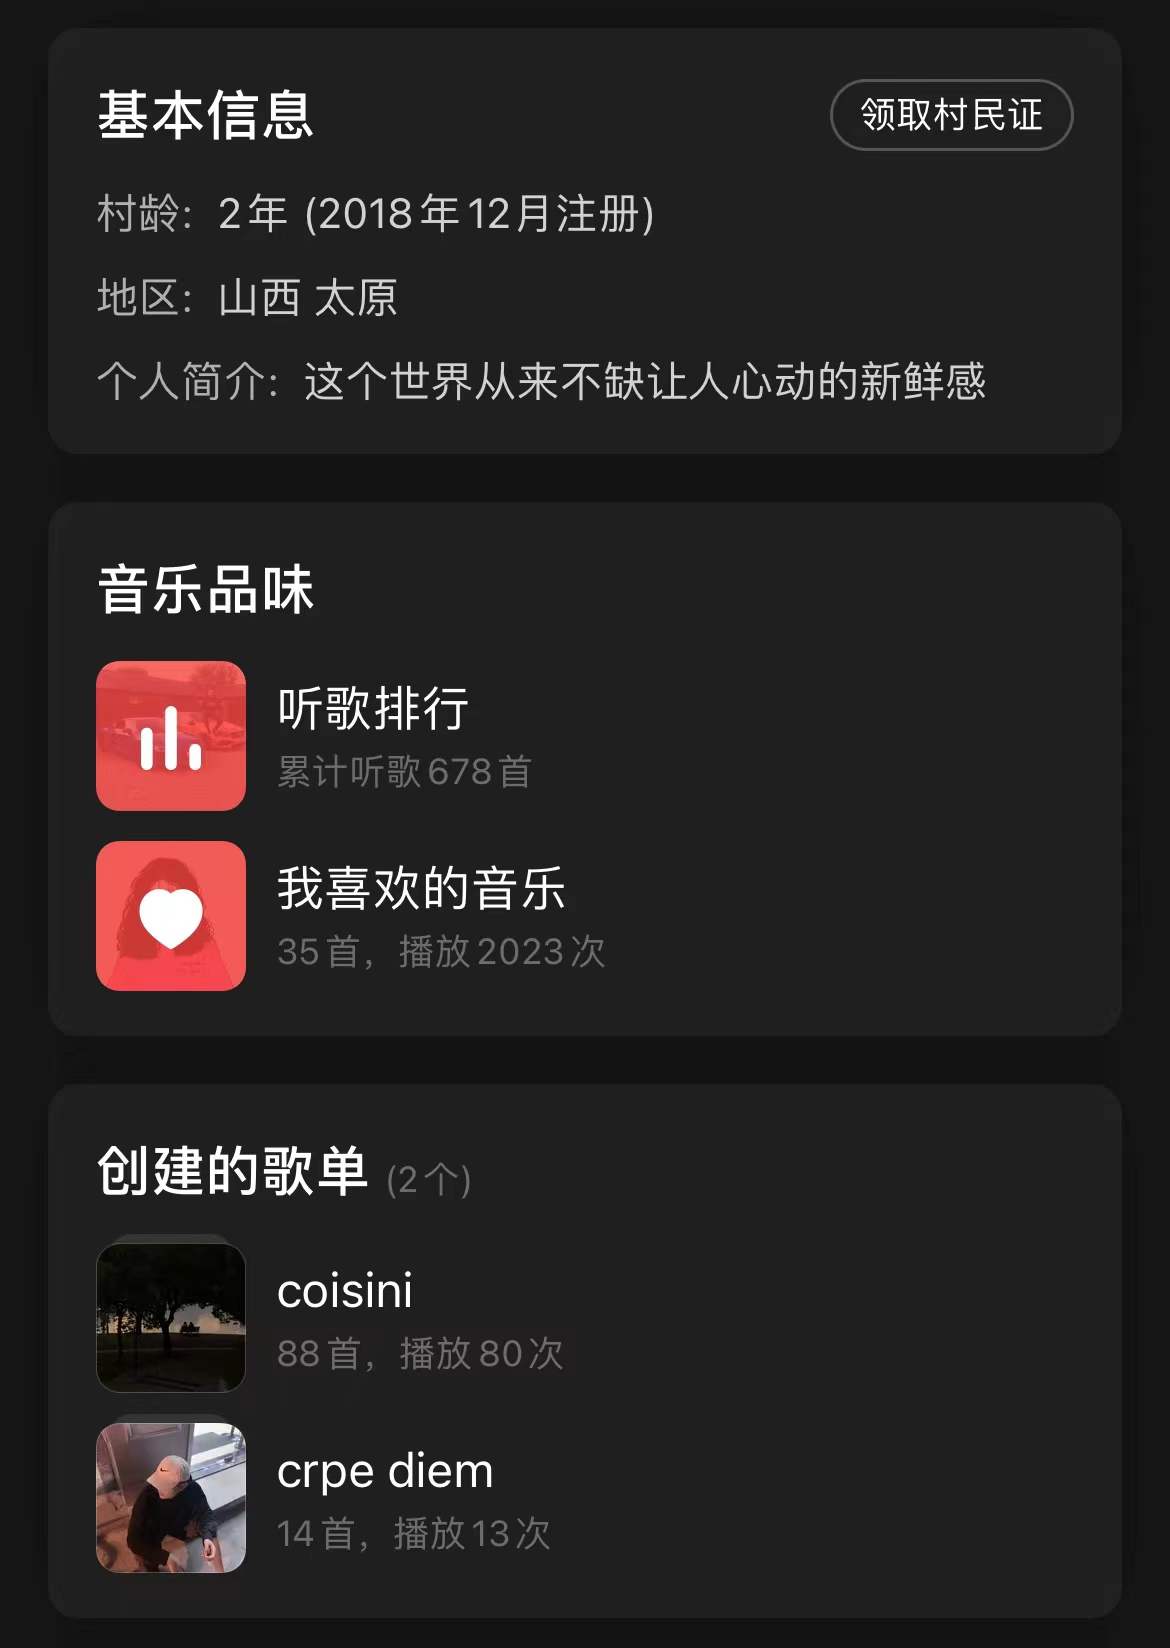 基本信息
领取村民证
村龄: 2年 (2018年12月注册)
地区: 山西 太原
个人简介: 这个世界从来不缺让人心动的新鲜感
音乐品味
听歌排行
累计听歌678首
我喜欢的音乐
35首，播放2023次
创建的歌单 (2个)
coisini
88首，播放80次
crpe diem
14首，播放13次